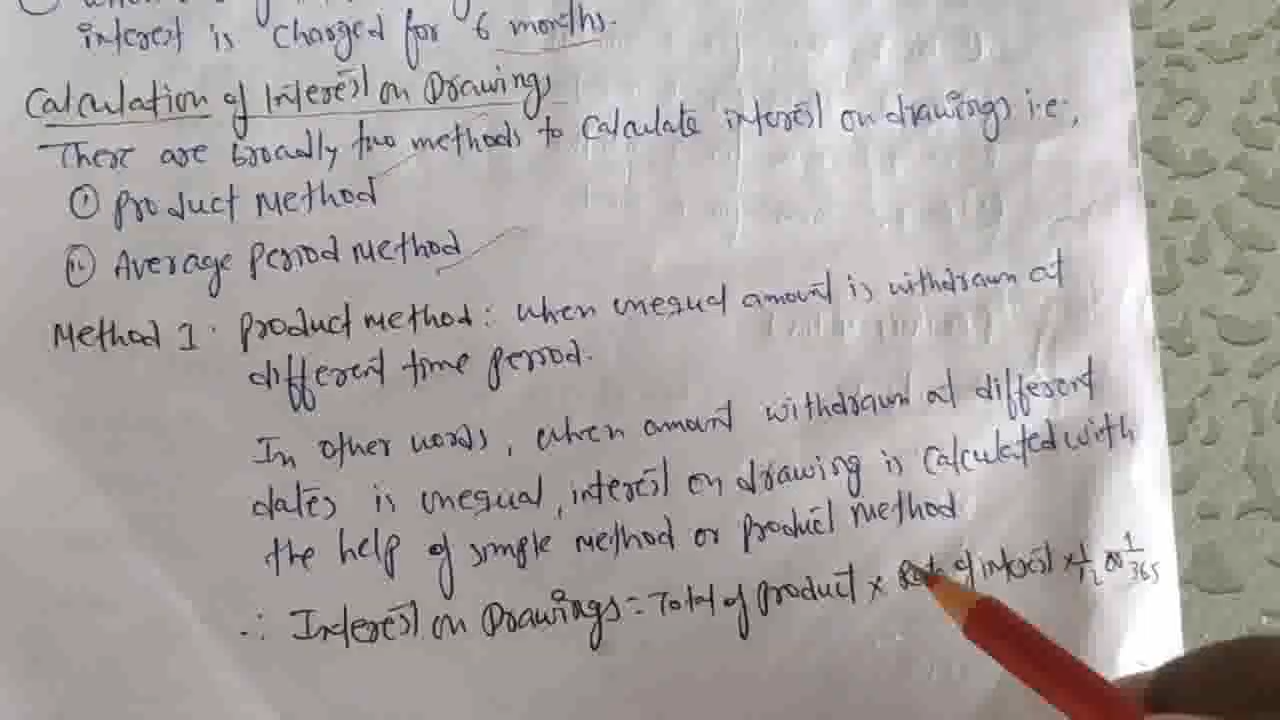 interest is charged for 6 months.
Calculation of Interest on Drawings
There are broadly two methods to calculate interest on drawings i.e;
(i) Product Method
(ii) Average Period Method
Method 1: Product method: when unequal amount is withdrawn at
different time period.
In other words, when amount withdrawn at different
dates is unequal, interest on drawing is calculated with
the help of simple method or product method
∴ Interest on Drawings = Total of product × Rate of interest × 1/12 or 1/365